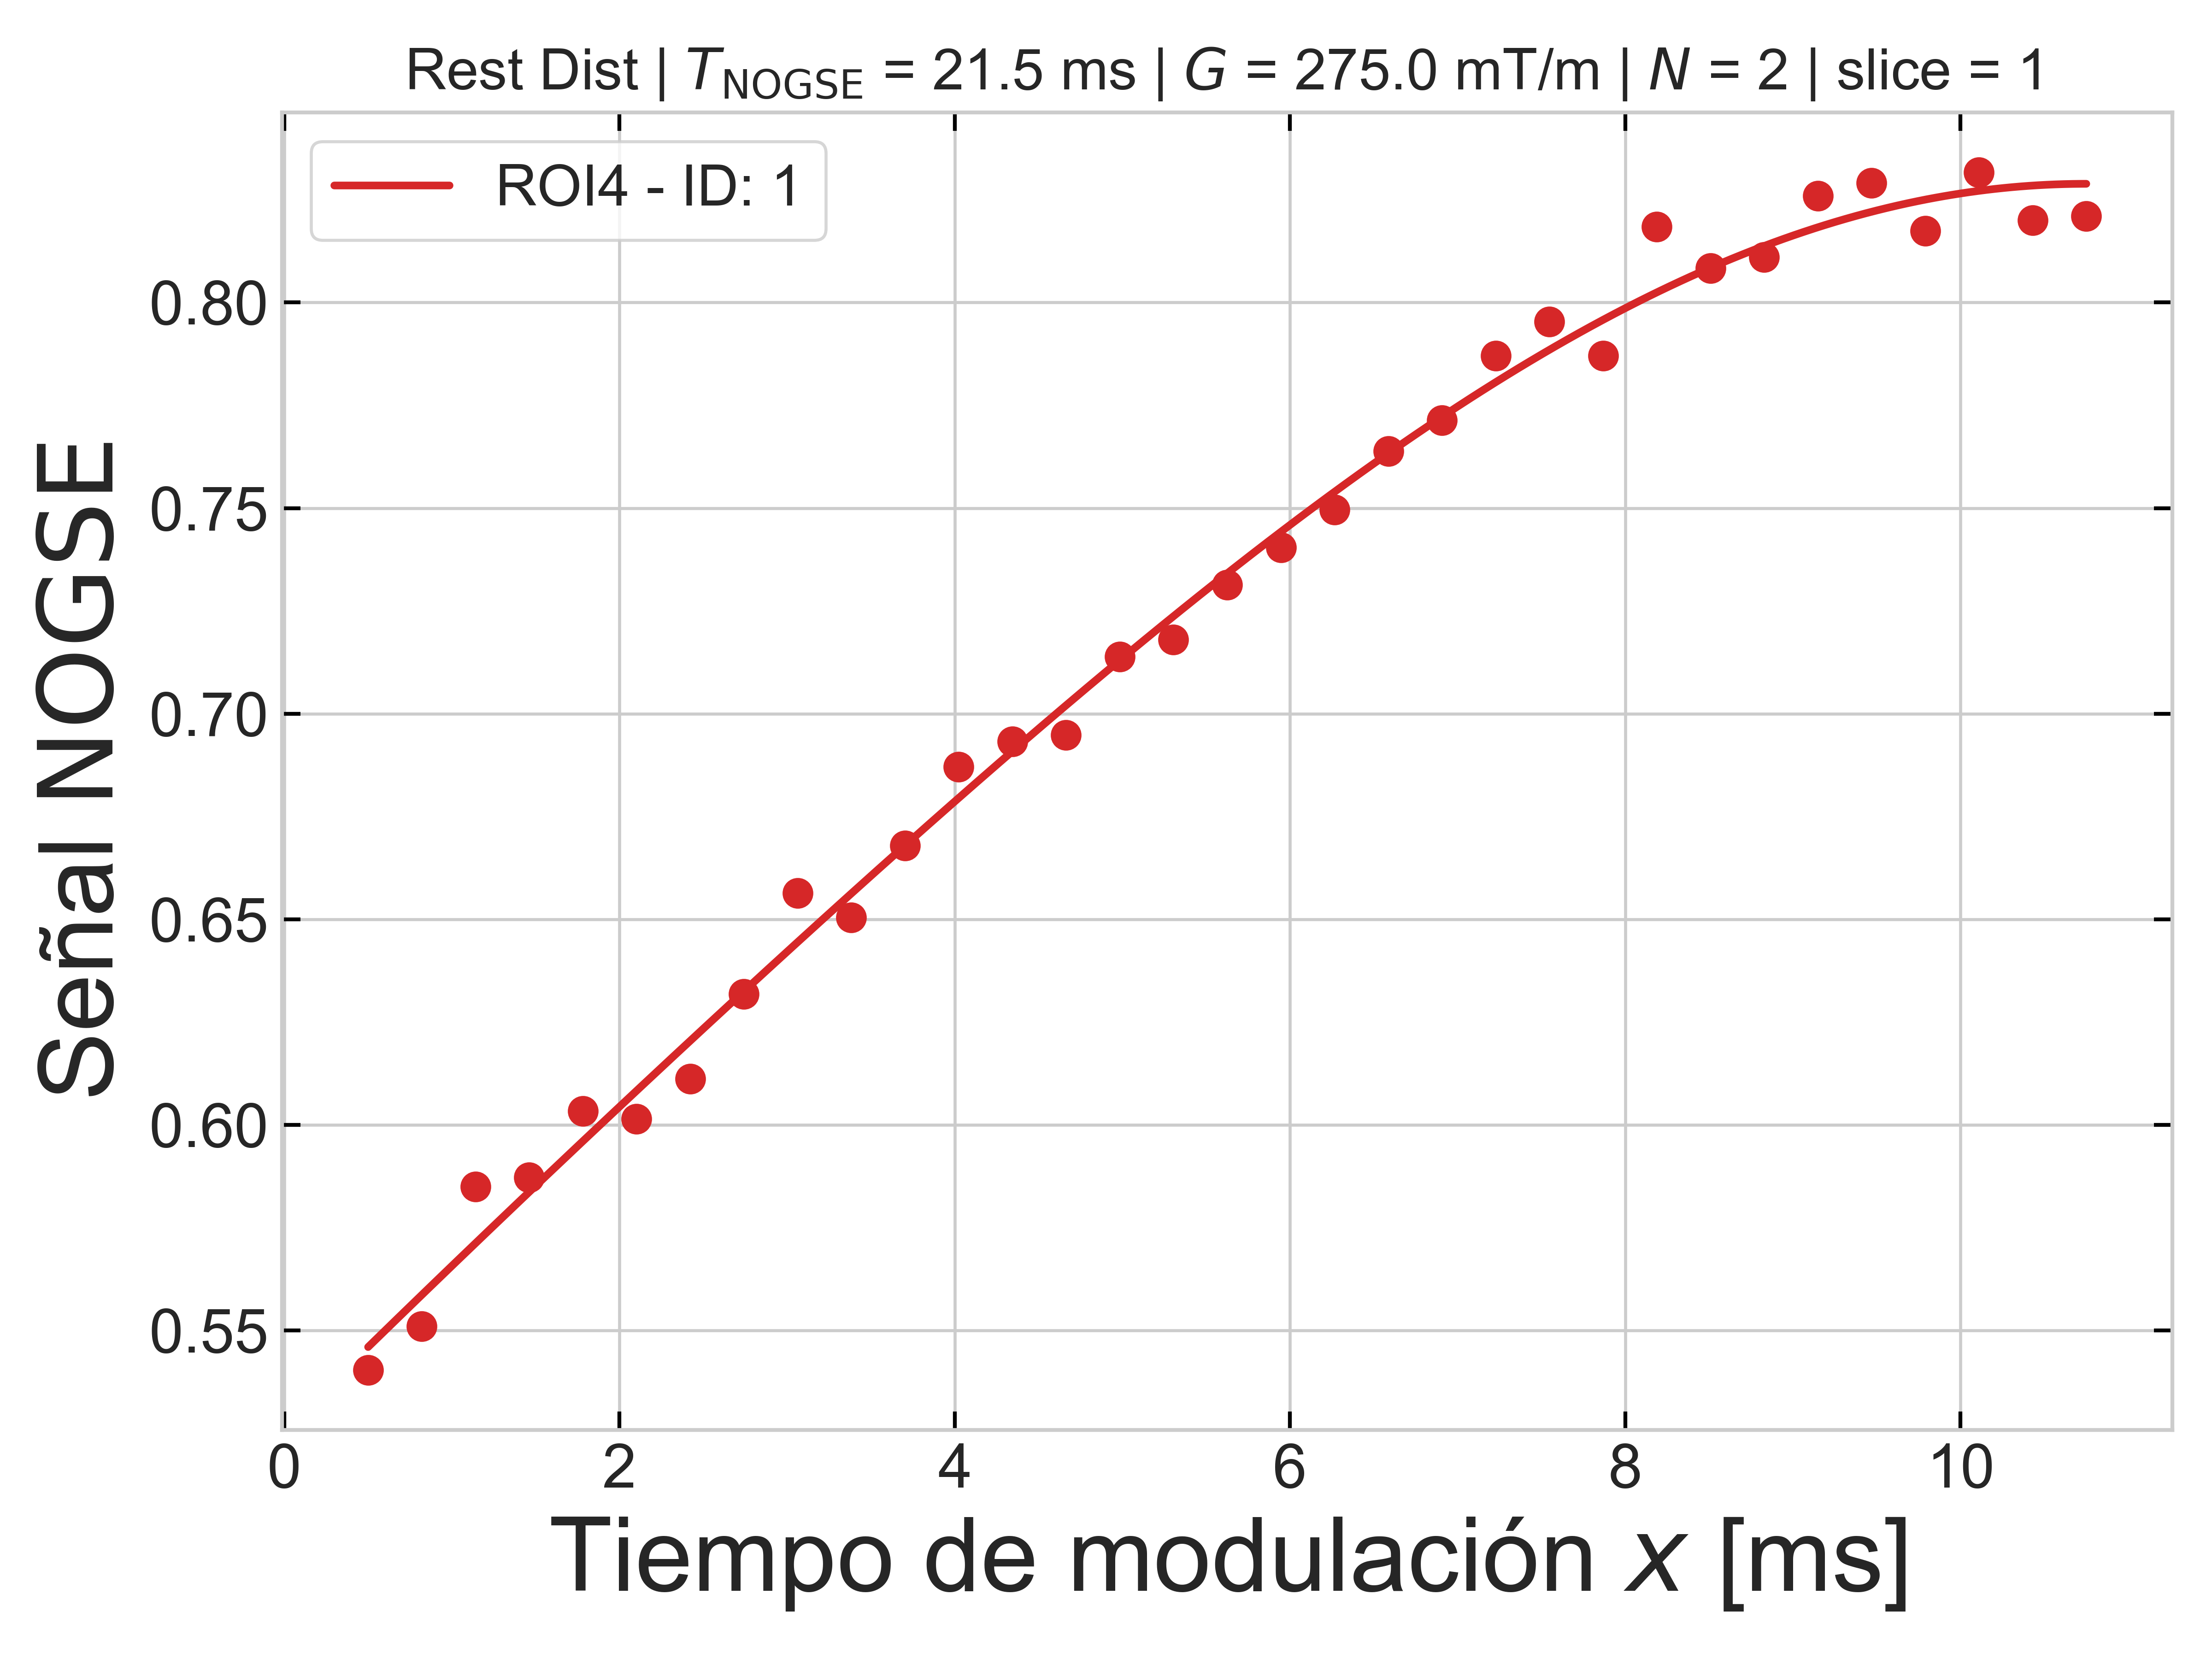 Rest Dist | T_NOGSE = 21.5 ms | G = 275.0 mT/m | N = 2 | slice = 1
ROI4 - ID: 1
Señal NOGSE
0.80
0.75
0.70
0.65
0.60
0.55
0 2 4 6 8 10
Tiempo de modulación x [ms]